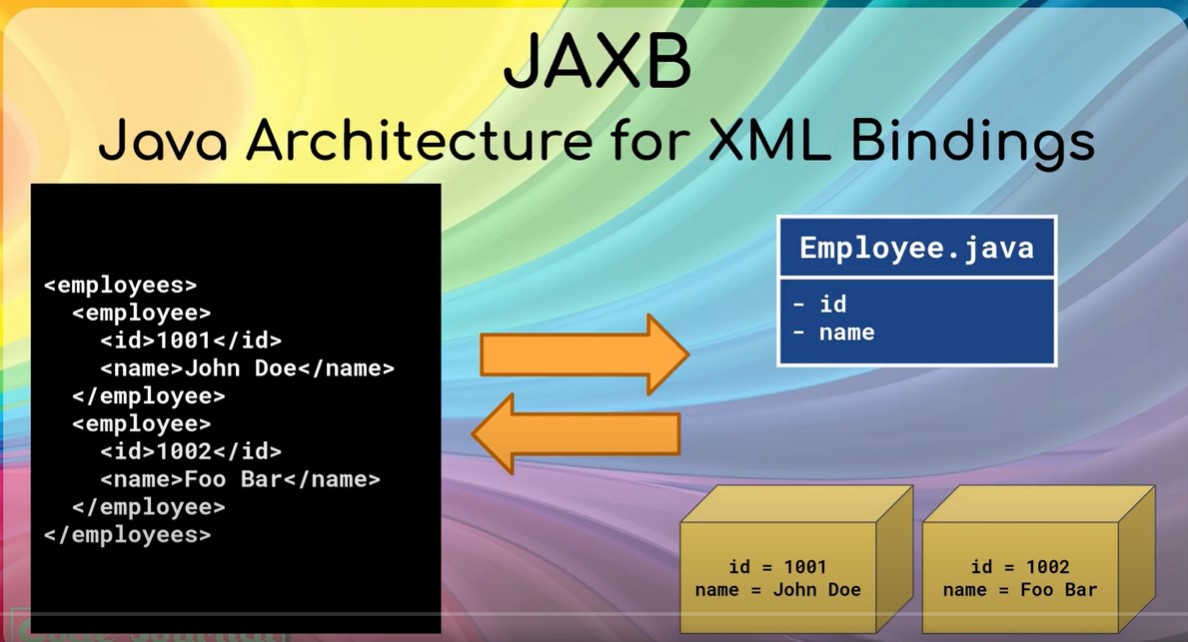 JAXB
Java Architecture for XML Bindings
<employees>
<employee>
<id>1001</id>
<name>John Doe</name>
</employee>
<employee>
<id>1002</id>
<name>Foo Bar</name>
</employee>
</employees>
Employee.java
- id
- name
id = 1001
name = John Doe
id = 1002
name = Foo Bar